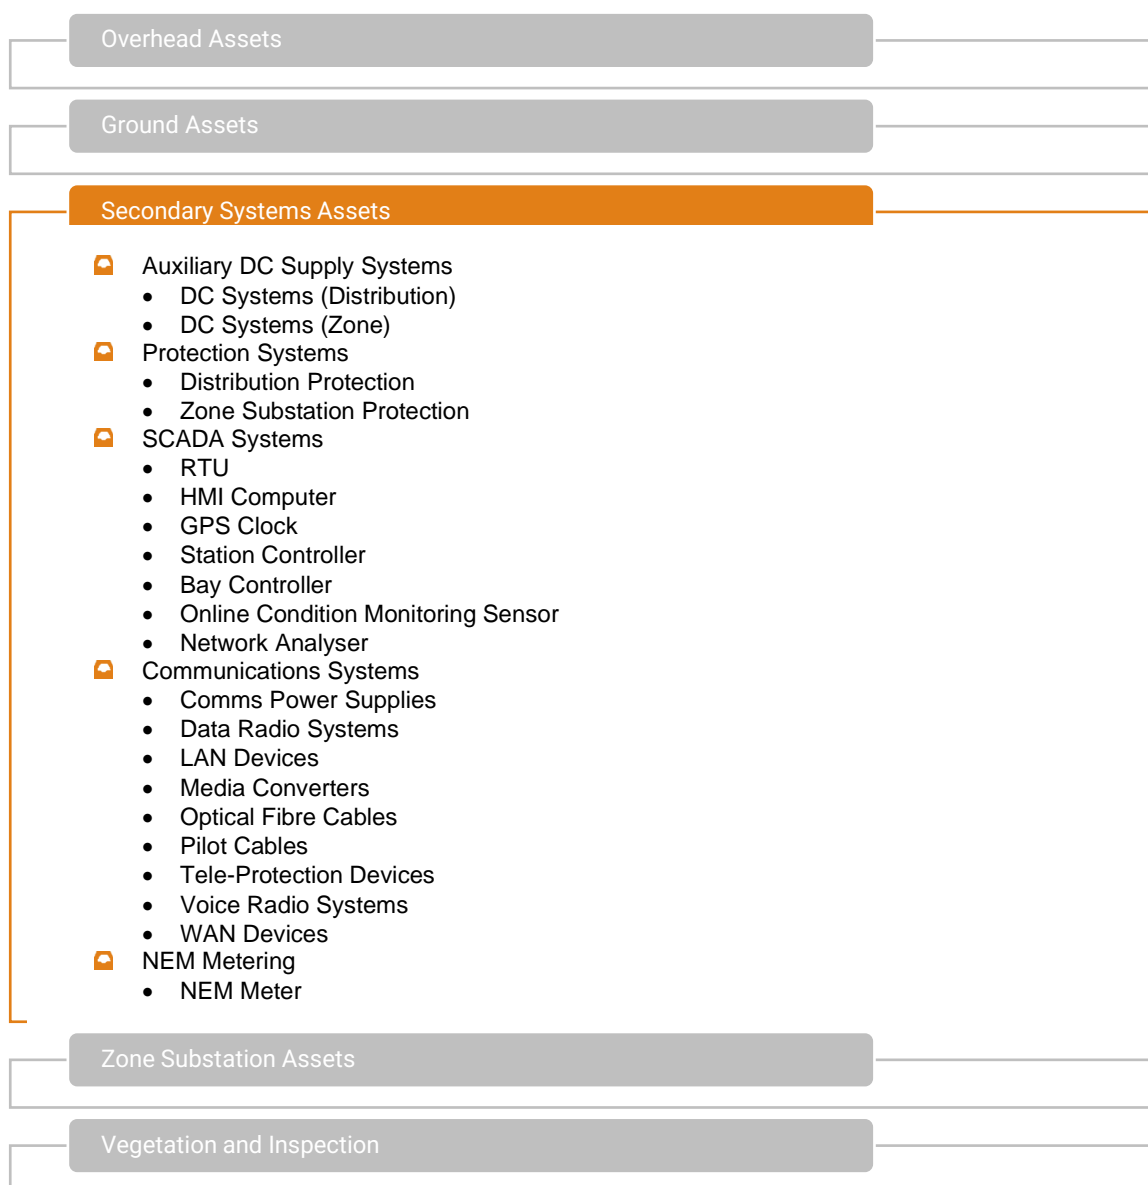 Overhead Assets
Ground Assets
Secondary Systems Assets
Auxiliary DC Supply Systems
• DC Systems (Distribution)
• DC Systems (Zone)
Protection Systems
• Distribution Protection
• Zone Substation Protection
SCADA Systems
• RTU
• HMI Computer
• GPS Clock
• Station Controller
• Bay Controller
• Online Condition Monitoring Sensor
• Network Analyser
Communications Systems
• Comms Power Supplies
• Data Radio Systems
• LAN Devices
• Media Converters
• Optical Fibre Cables
• Pilot Cables
• Tele-Protection Devices
• Voice Radio Systems
• WAN Devices
NEM Metering
• NEM Meter
Zone Substation Assets
Vegetation and Inspection